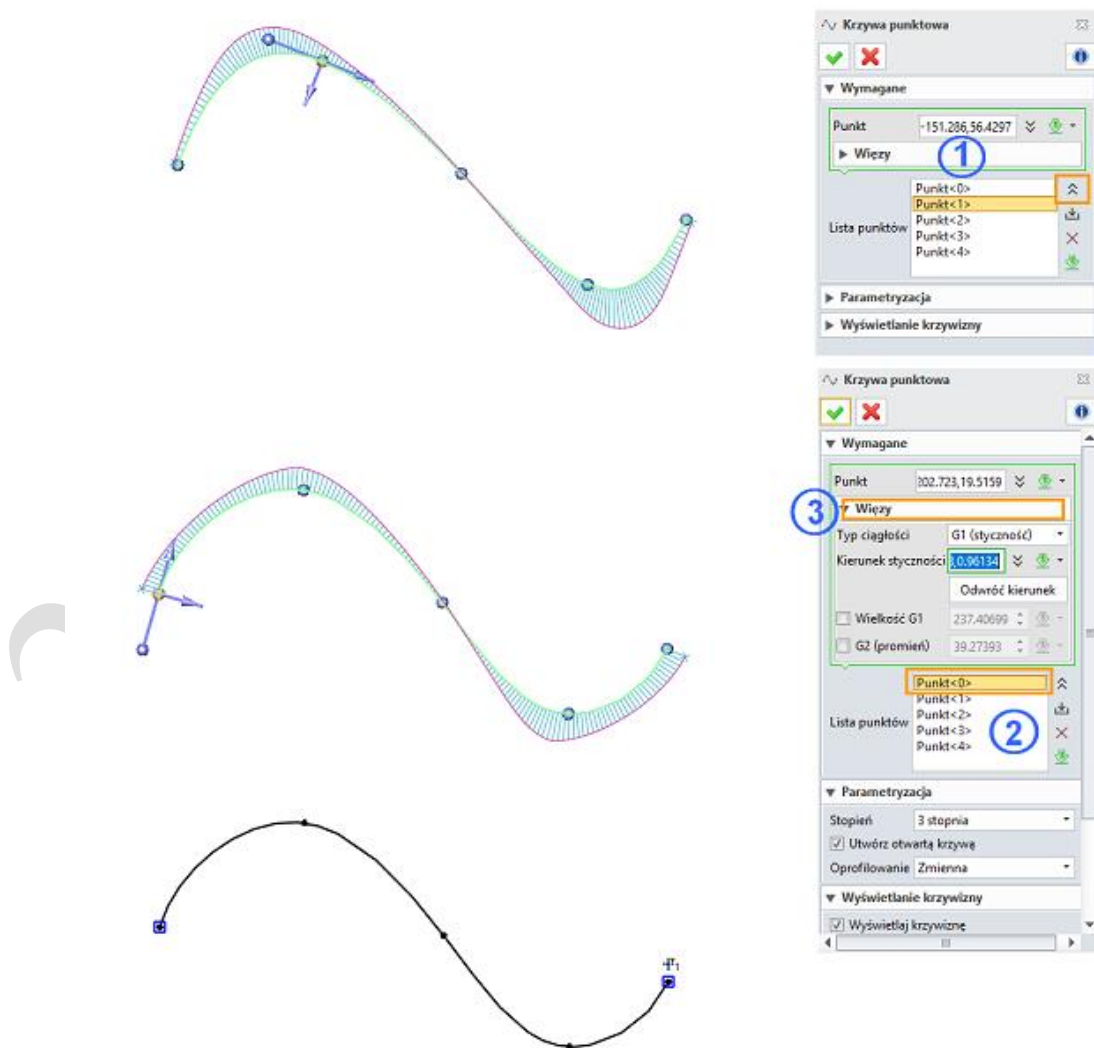 Krzywa punktowa
Wymagane
Punkt -151.286,56.4297
Więzy
1
Punkt<0>
Punkt<1>
Lista punktów Punkt<2>
Punkt<3>
Punkt<4>
Parametryzacja
Wyświetlanie krzywizny
Krzywa punktowa
Wymagane
Punkt 202.723,19.5159
3 Więzy
Typ ciągłości G1 (styczność)
Kierunek styczności 0.96134
Odwróć kierunek
Wielkość G1 237.40699
G2 (promień) 39.27393
Punkt<0>
Punkt<1>
Lista punktów Punkt<2>
Punkt<3>
Punkt<4>
2
Parametryzacja
Stopień 3 stopnia
Utwórz otwartą krzywą
Oprofilowanie Zmienna
Wyświetlanie krzywizny
Wyświetlaj krzywiznę